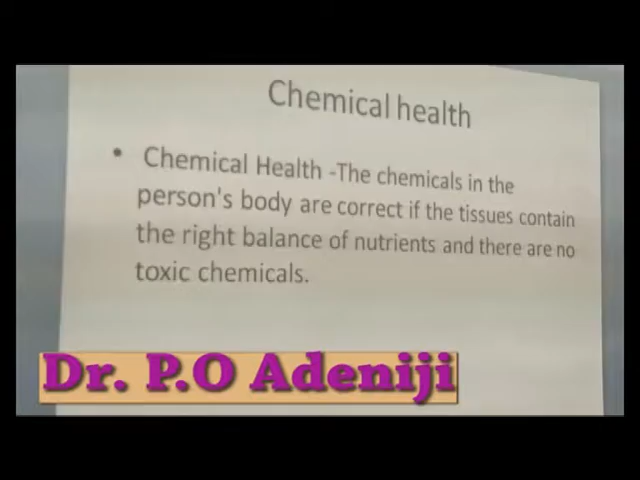 Chemical health
• Chemical Health -The chemicals in the
person's body are correct if the tissues contain
the right balance of nutrients and there are no
toxic chemicals.
Dr. P.O Adeniji